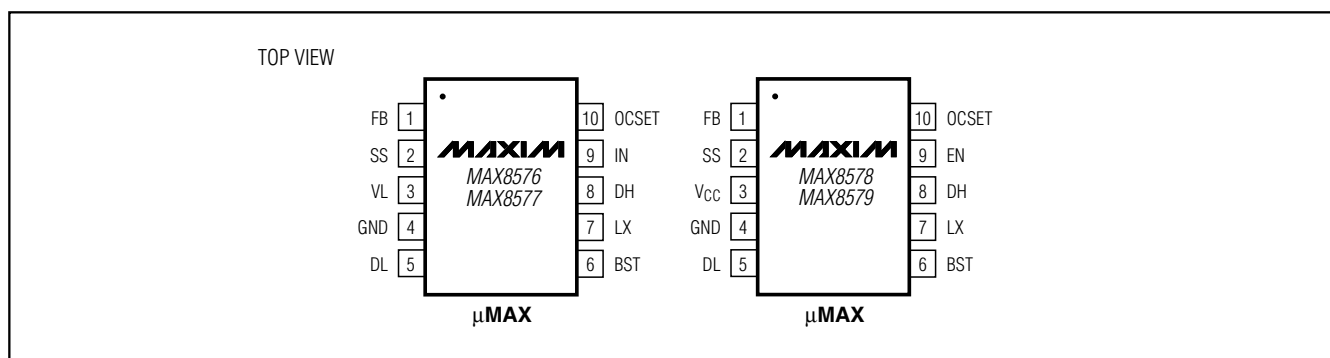 TOP VIEW
FB 1
SS 2
VL 3
GND 4
DL 5
MAXIM
MAX8576
MAX8577
10 OCSET
9 IN
8 DH
7 LX
6 BST
µMAX
FB 1
SS 2
VCC 3
GND 4
DL 5
MAXIM
MAX8578
MAX8579
10 OCSET
9 EN
8 DH
7 LX
6 BST
µMAX